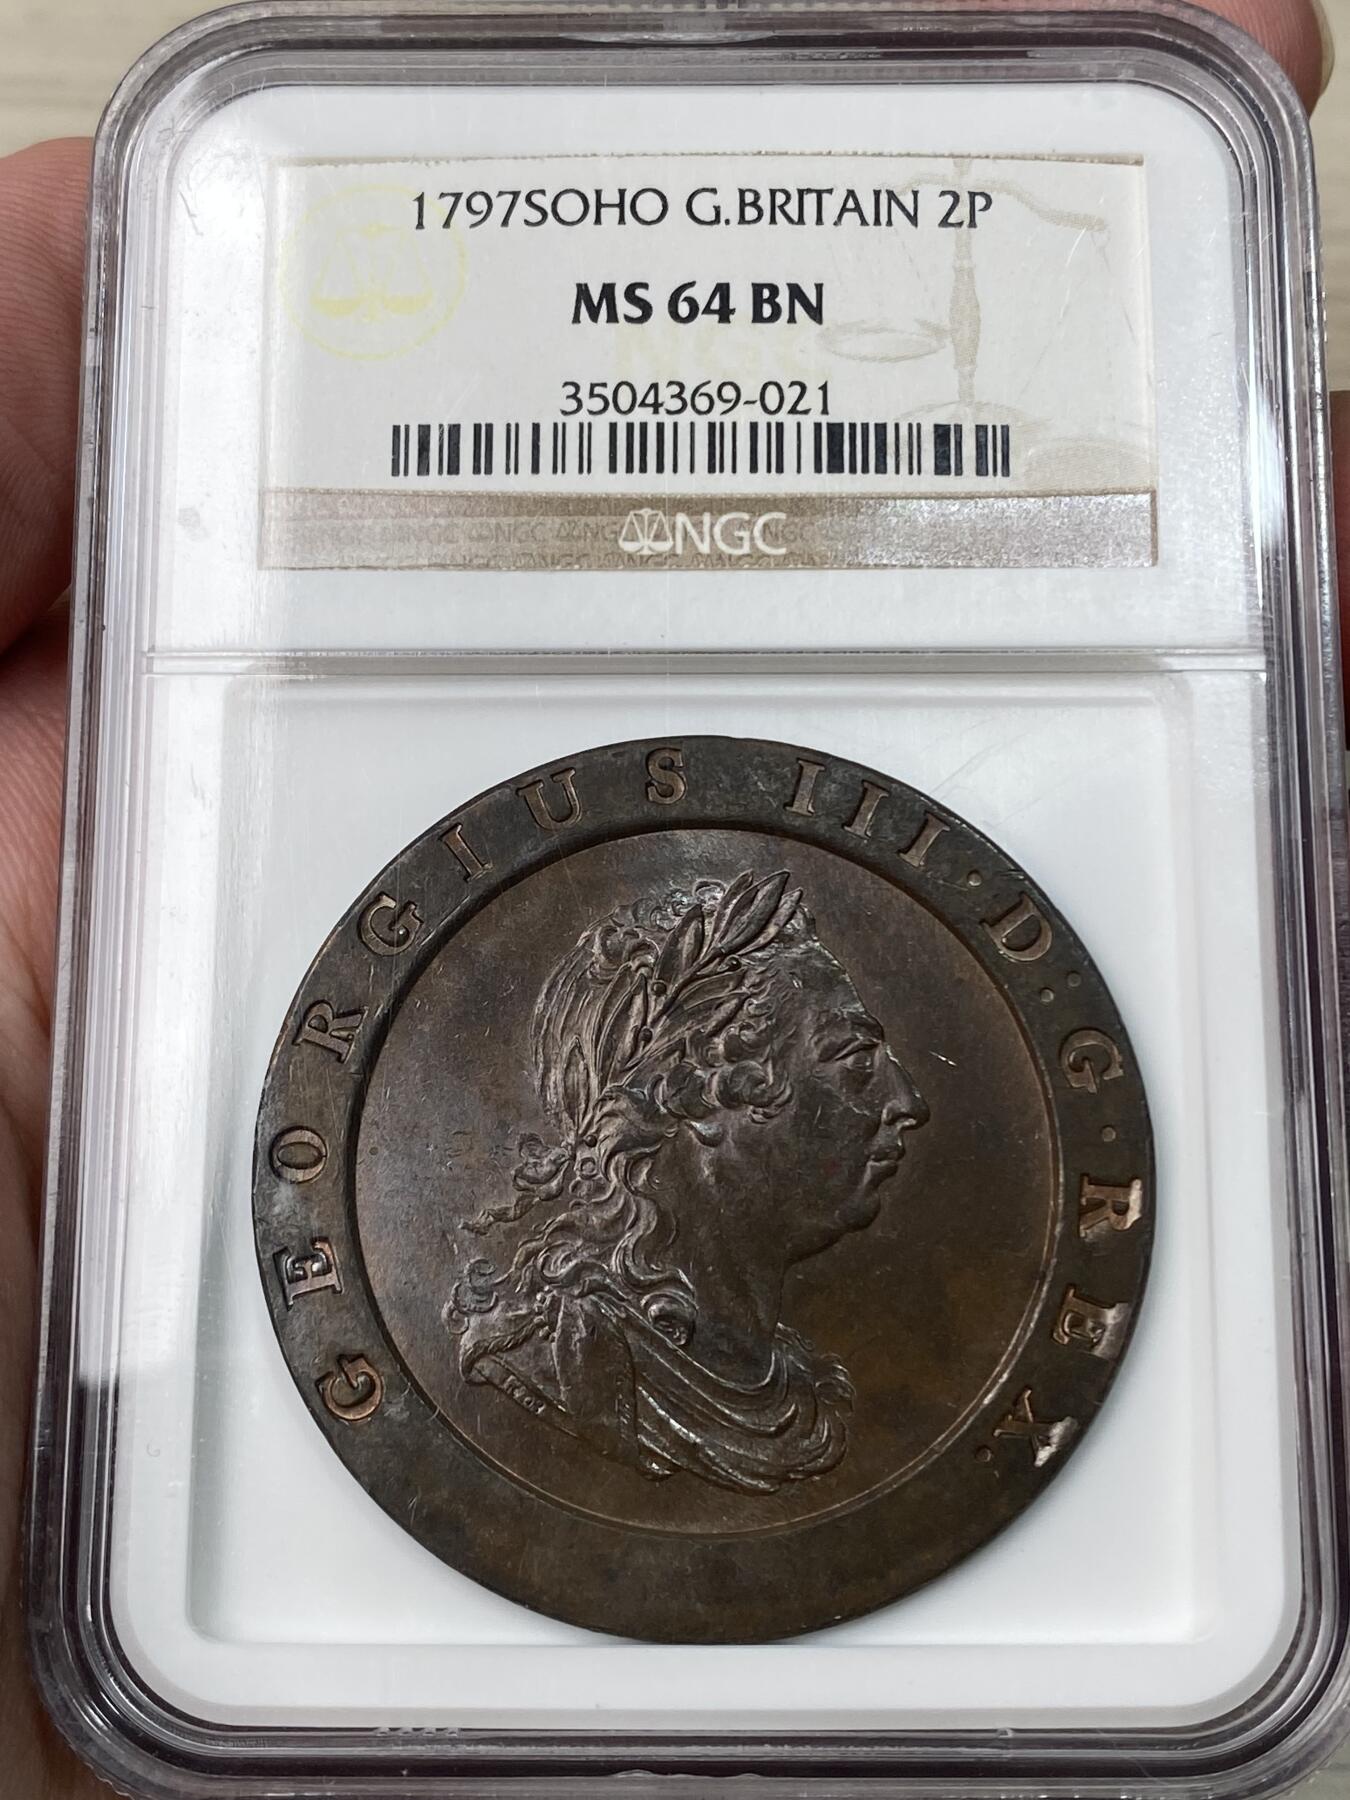 1797SOHO G.BRITAIN 2P
MS 64 BN
3504369-021
NGC
GEORGIUS III·D:G·REX.